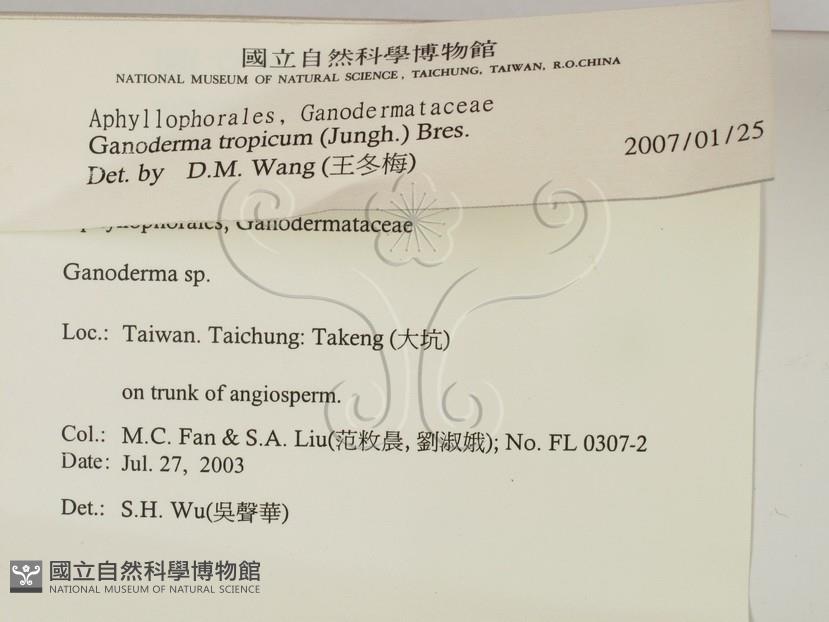 國立自然科學博物館
NATIONAL MUSEUM OF NATURAL SCIENCE, TAICHUNG, TAIWAN, R.O.CHINA
Aphyllophorales, Ganodermataceae
Ganoderma tropicum (Jungh.) Bres.
Det. by D.M. Wang (王冬梅) 2007/01/25
Aphyllophorales, Ganodermataceae
Ganoderma sp.
Loc.: Taiwan. Taichung: Takeng (大坑)
on trunk of angiosperm.
Col.: M.C. Fan & S.A. Liu(范敉晨, 劉淑娥); No. FL 0307-2
Date: Jul. 27, 2003
Det.: S.H. Wu(吳聲華)
國立自然科學博物館
NATIONAL MUSEUM OF NATURAL SCIENCE